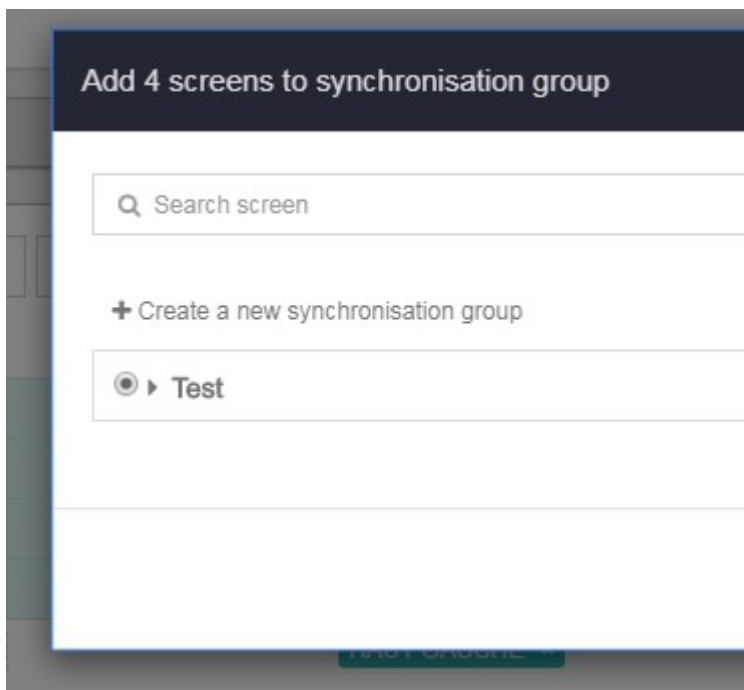 Add 4 screens to synchronisation group
Search screen
Create a new synchronisation group
Test